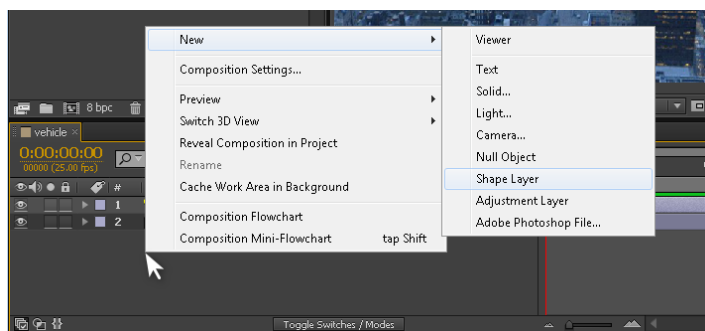 New
Composition Settings...
Preview
Switch 3D View
Reveal Composition in Project
Rename
Cache Work Area in Background
Composition Flowchart
Composition Mini-Flowchart tap Shift
Viewer
Text
Solid...
Light...
Camera...
Null Object
Shape Layer
Adjustment Layer
Adobe Photoshop File...
8 bpc
vehicle
0:00:00:00
00000 (25.00 fps)
#
1
2
Toggle Switches / Modes